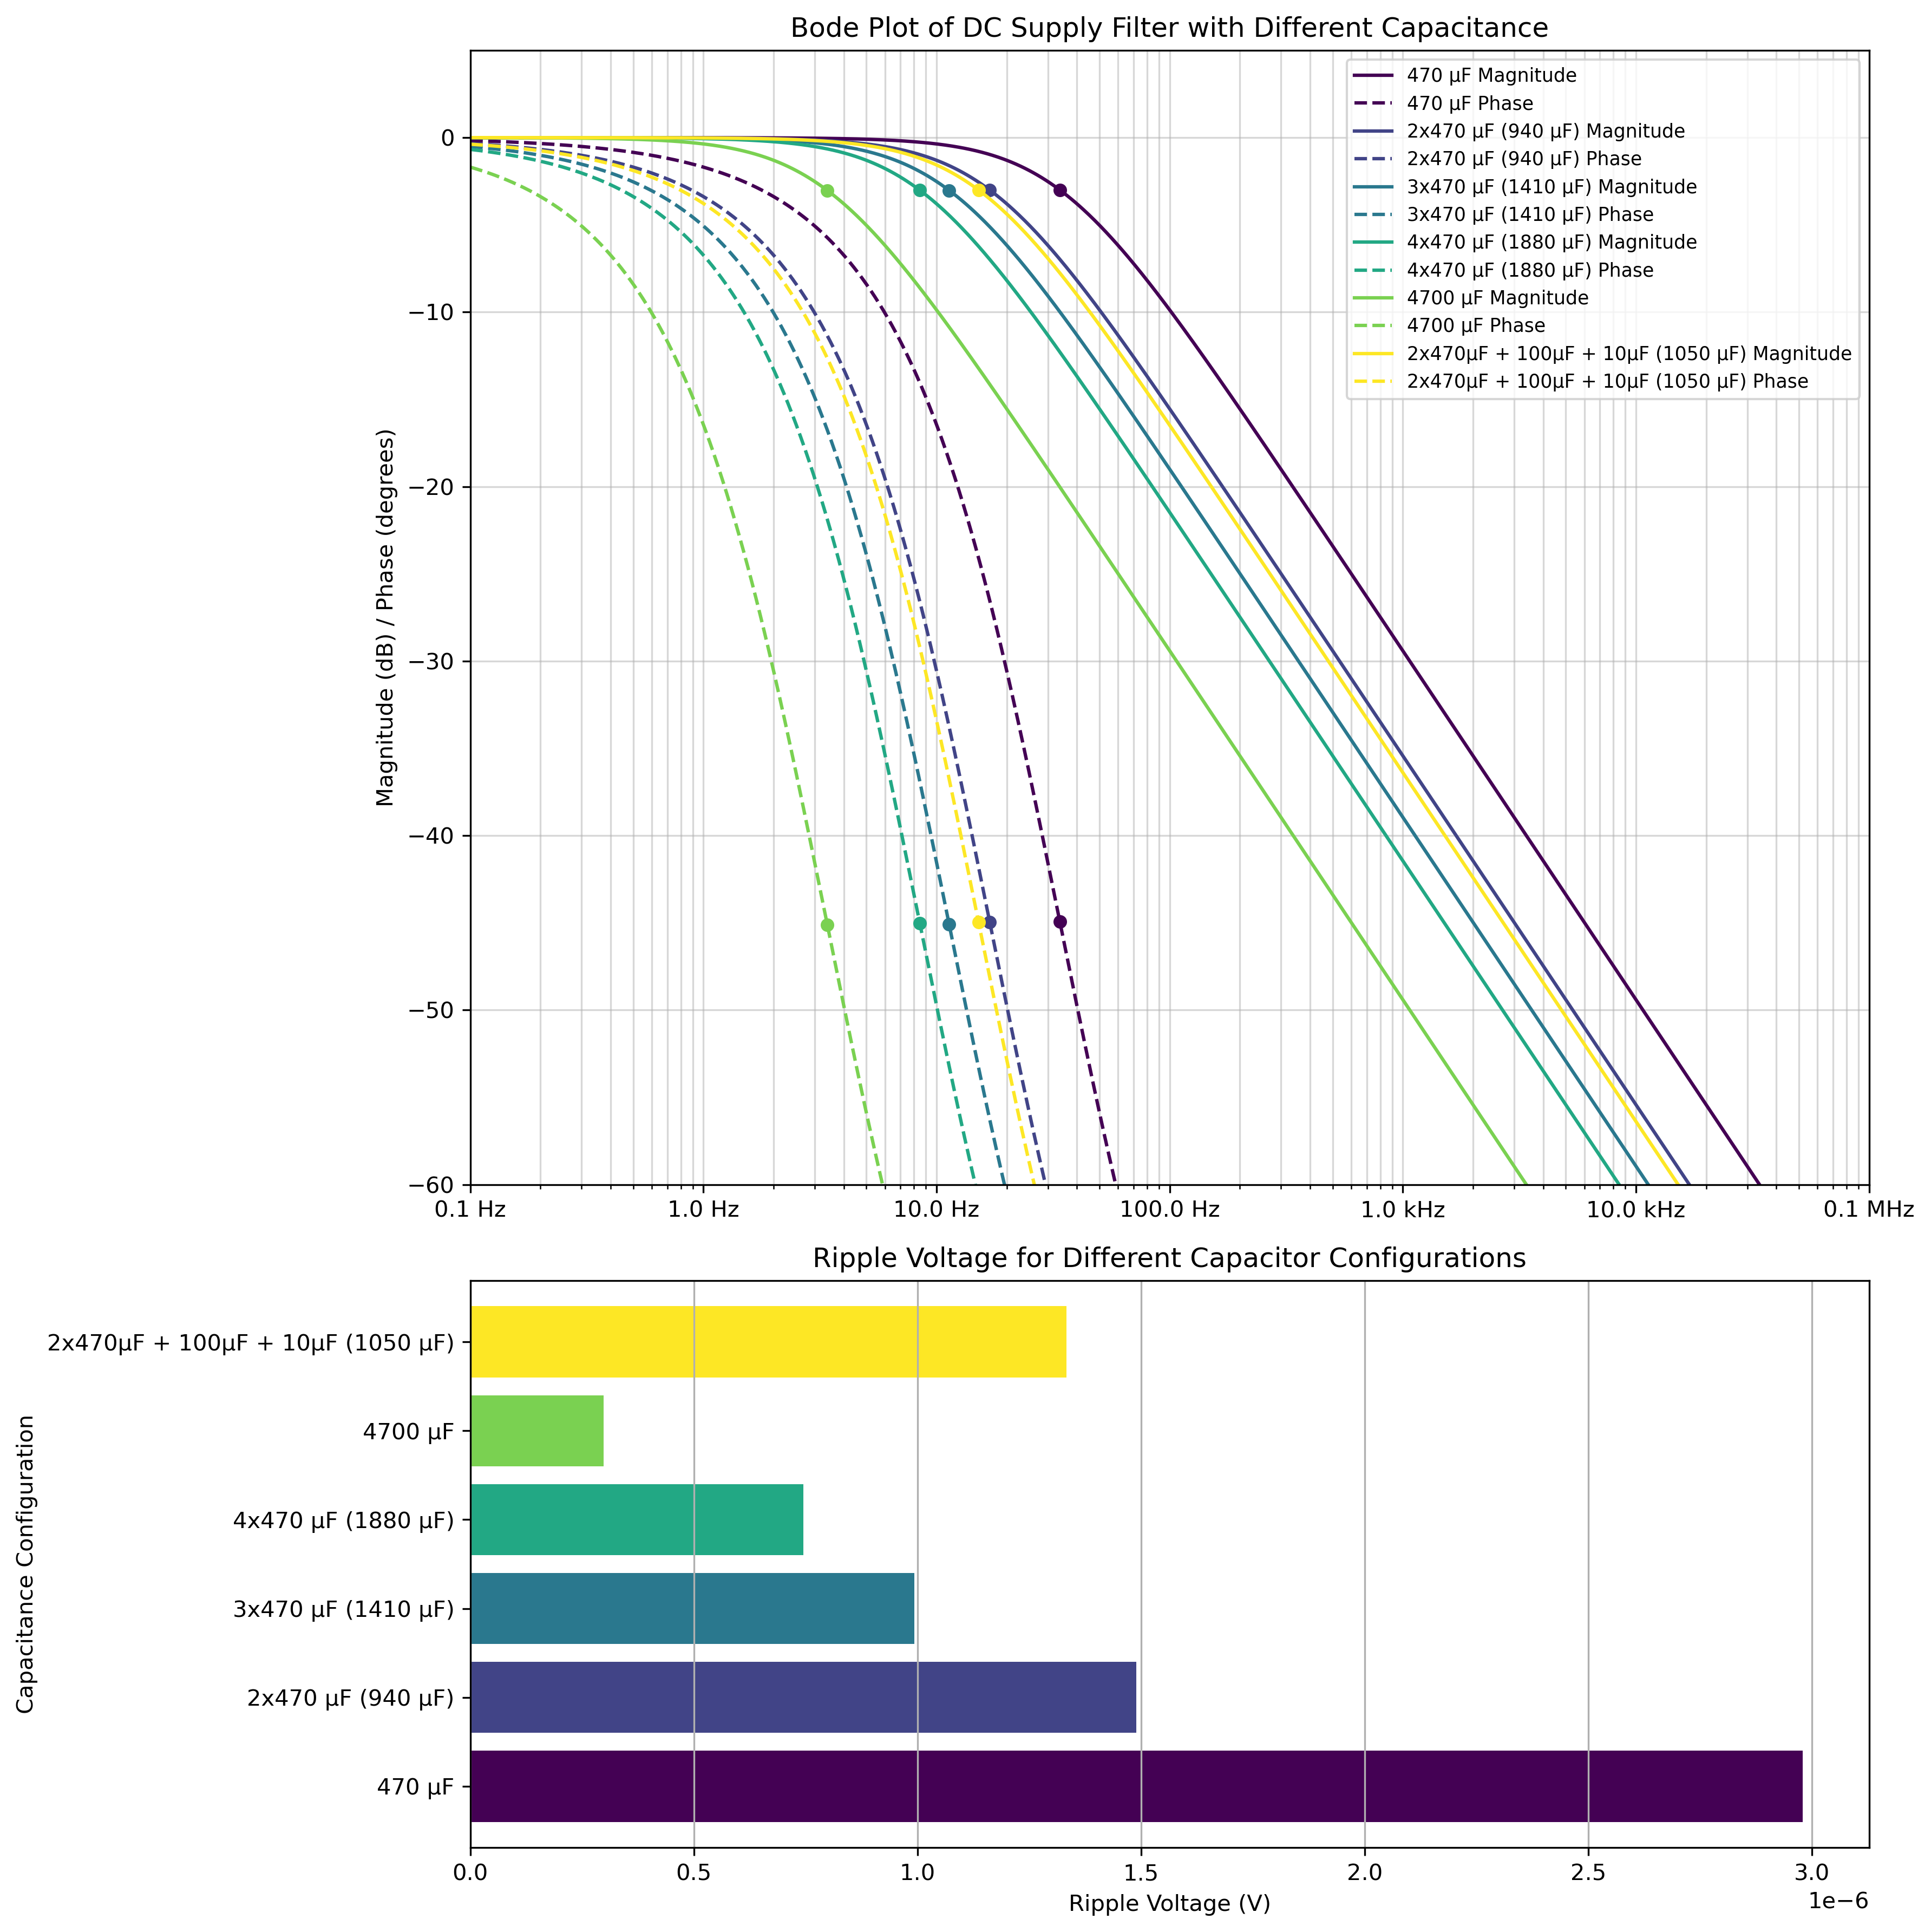 Bode Plot of DC Supply Filter with Different Capacitance
470 µF Magnitude
470 µF Phase
2x470 µF (940 µF) Magnitude
2x470 µF (940 µF) Phase
3x470 µF (1410 µF) Magnitude
3x470 µF (1410 µF) Phase
4x470 µF (1880 µF) Magnitude
4x470 µF (1880 µF) Phase
4700 µF Magnitude
4700 µF Phase
2x470µF + 100µF + 10µF (1050 µF) Magnitude
2x470µF + 100µF + 10µF (1050 µF) Phase
Magnitude (dB) / Phase (degrees)
0
−10
−20
−30
−40
−50
−60
0.1 Hz 1.0 Hz 10.0 Hz 100.0 Hz 1.0 kHz 10.0 kHz 0.1 MHz
Ripple Voltage for Different Capacitor Configurations
Capacitance Configuration
2x470µF + 100µF + 10µF (1050 µF)
4700 µF
4x470 µF (1880 µF)
3x470 µF (1410 µF)
2x470 µF (940 µF)
470 µF
0.0 0.5 1.0 1.5 2.0 2.5 3.0
1e−6
Ripple Voltage (V)